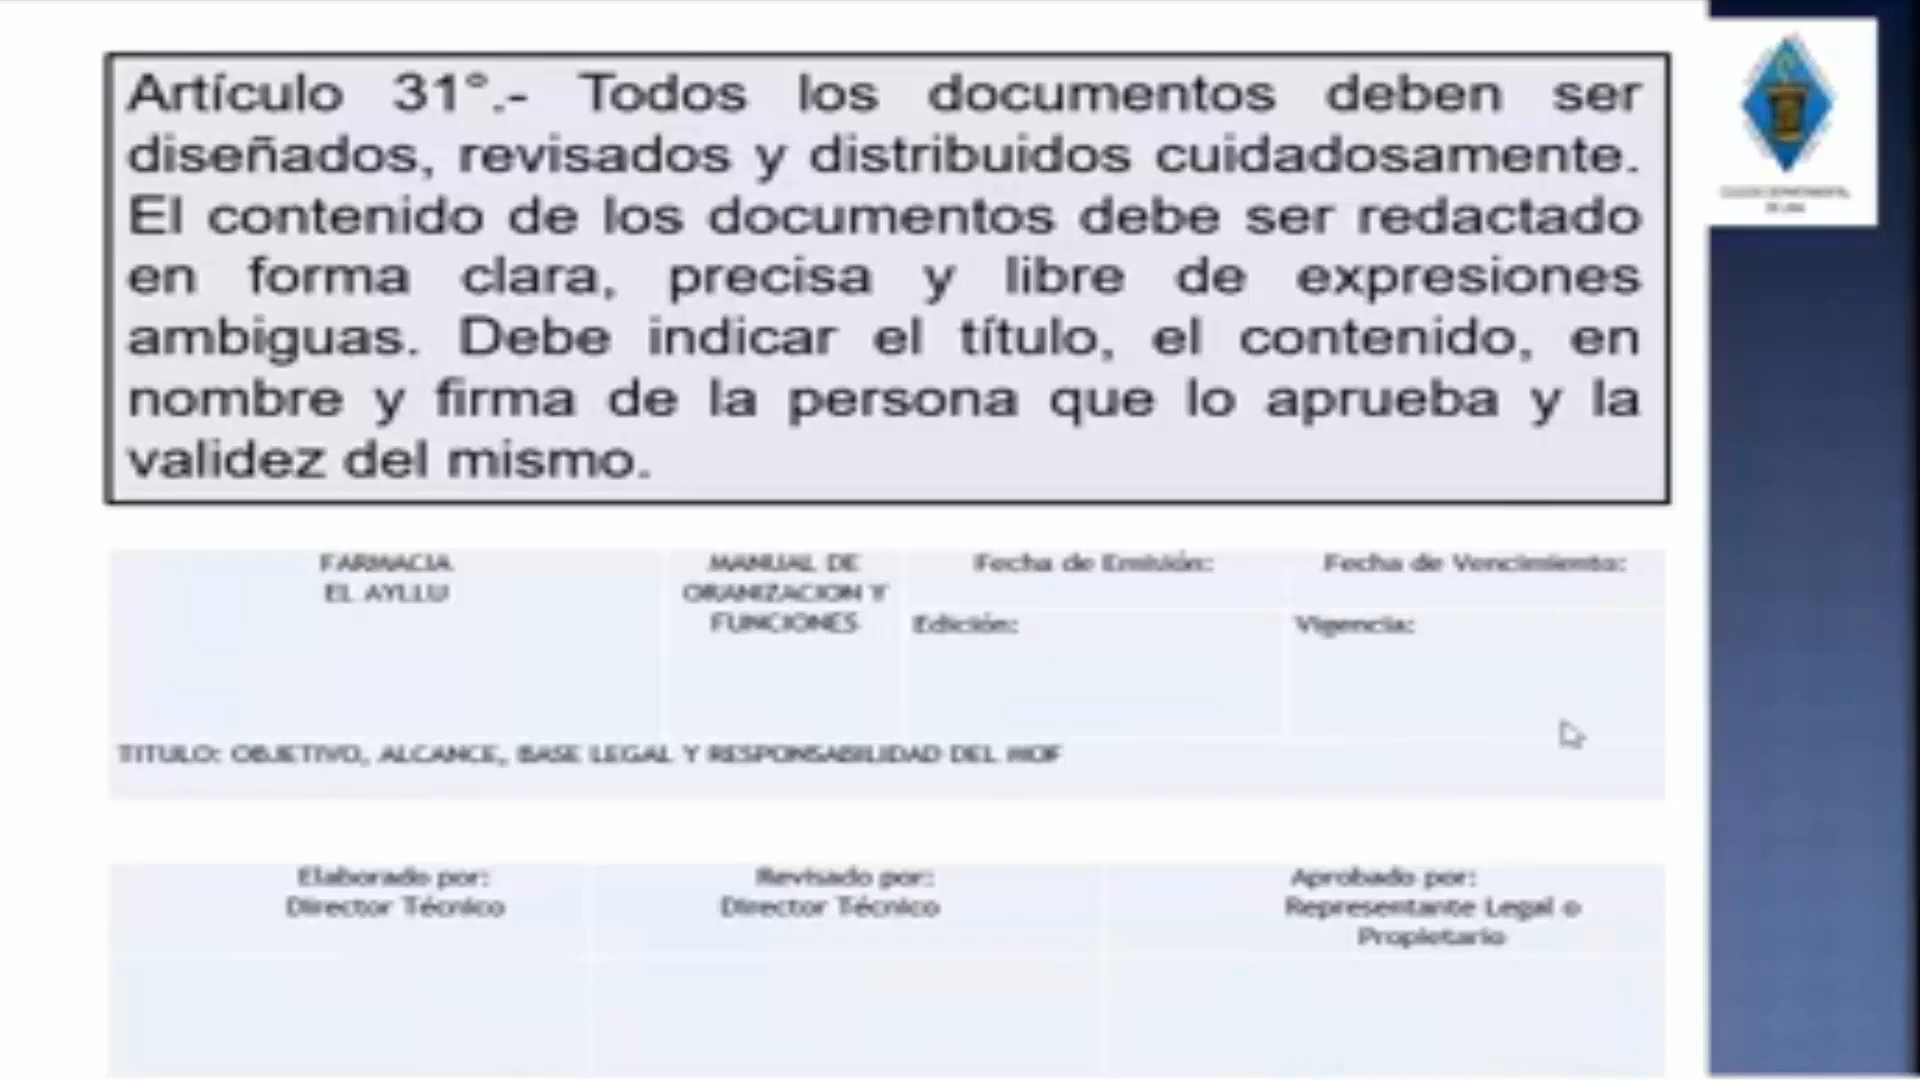 Artículo 31°.- Todos los documentos deben ser
diseñados, revisados y distribuidos cuidadosamente.
El contenido de los documentos debe ser redactado
en forma clara, precisa y libre de expresiones
ambiguas. Debe indicar el título, el contenido, en
nombre y firma de la persona que lo aprueba y la
validez del mismo.
FARMACIA
EL AYLLU
MANUAL DE
ORANIZACION Y
FUNCIONES
Fecha de Emisión:
Fecha de Vencimiento:
Edición:
Vigencia:
TITULO: OBJETIVO, ALCANCE, BASE LEGAL Y RESPONSABILIDAD DEL MOF
Elaborado por:
Director Técnico
Revisado por:
Director Técnico
Aprobado por:
Representante Legal o
Propietario